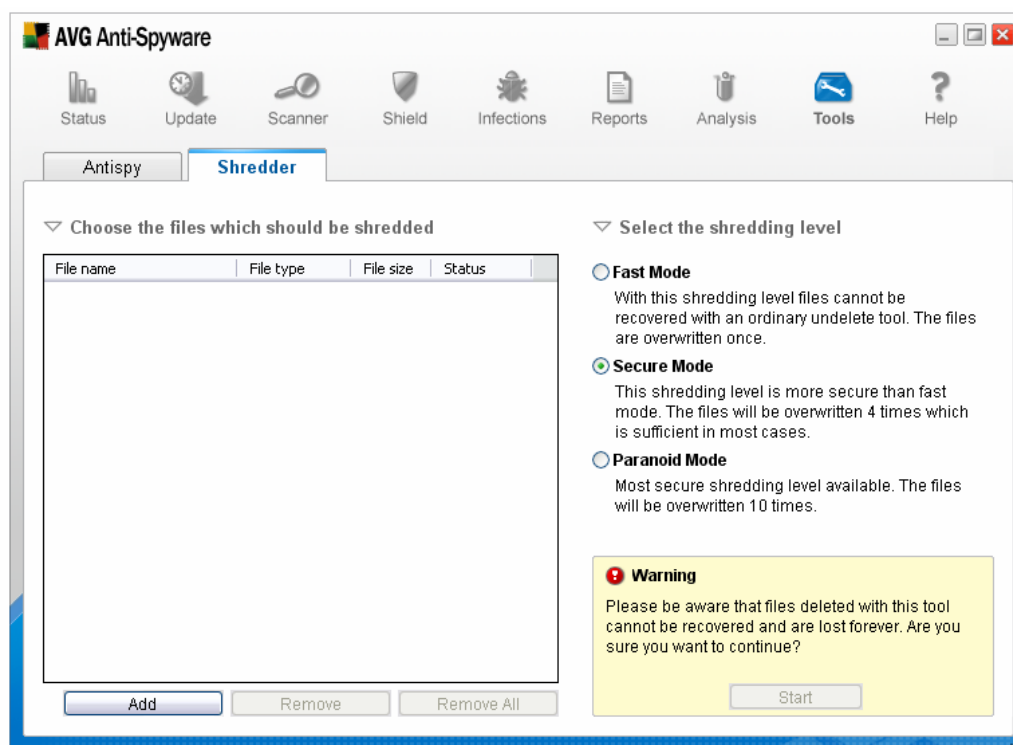 AVG Anti-Spyware
Status Update Scanner Shield Infections Reports Analysis Tools Help
Antispy Shredder
Choose the files which should be shredded
File name File type File size Status
Add Remove Remove All
Select the shredding level
Fast Mode
With this shredding level files cannot be
recovered with an ordinary undelete tool. The files
are overwritten once.
Secure Mode
This shredding level is more secure than fast
mode. The files will be overwritten 4 times which
is sufficient in most cases.
Paranoid Mode
Most secure shredding level available. The files
will be overwritten 10 times.
Warning
Please be aware that files deleted with this tool
cannot be recovered and are lost forever. Are you
sure you want to continue?
Start